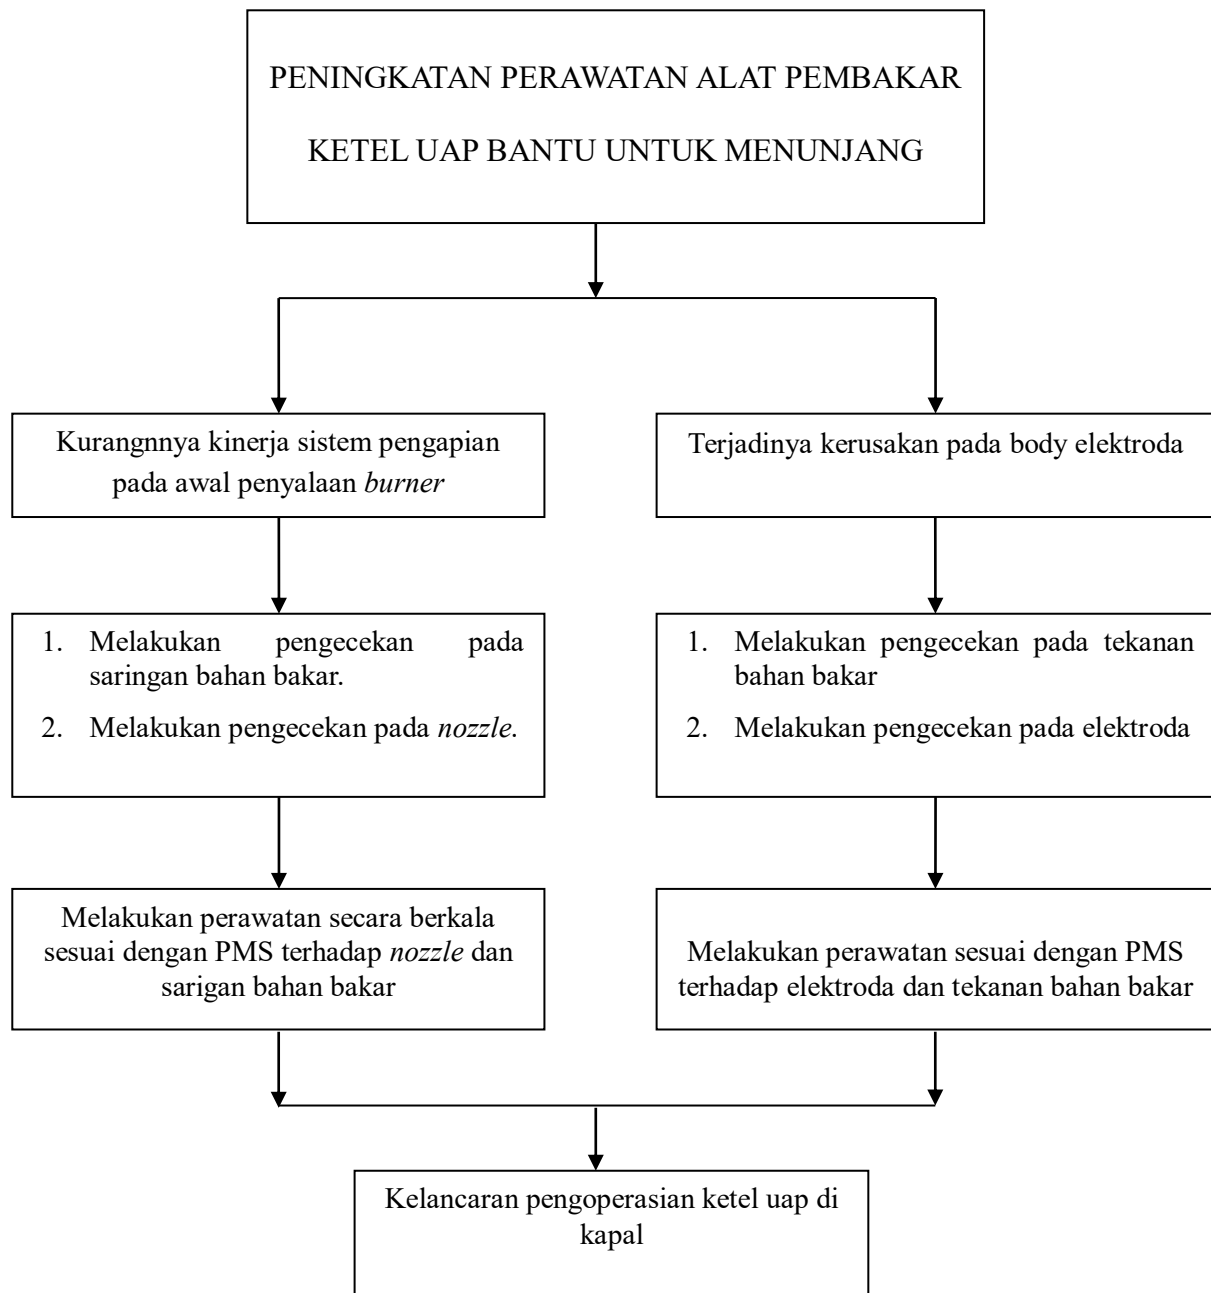 PENINGKATAN PERAWATAN ALAT PEMBAKAR
KETEL UAP BANTU UNTUK MENUNJANG
Kurangnnya kinerja sistem pengapian
pada awal penyalaan burner
Terjadinya kerusakan pada body elektroda
1. Melakukan pengecekan pada
saringan bahan bakar.
2. Melakukan pengecekan pada nozzle.
1. Melakukan pengecekan pada tekanan
bahan bakar
2. Melakukan pengecekan pada elektroda
Melakukan perawatan secara berkala
sesuai dengan PMS terhadap nozzle dan
sarigan bahan bakar
Melakukan perawatan sesuai dengan PMS
terhadap elektroda dan tekanan bahan bakar
Kelancaran pengoperasian ketel uap di
kapal